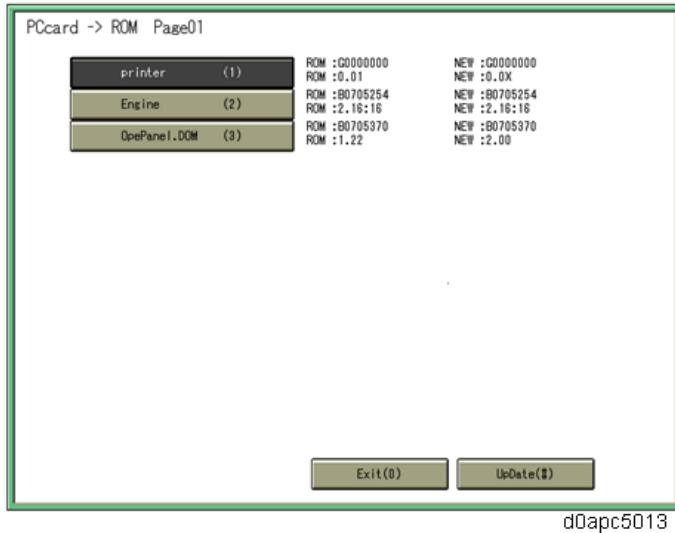 PCcard -> ROM Page01
printer (1) ROM :G0000000 NEW :G0000000
ROM :0.01 NEW :0.0X
Engine (2) ROM :B0705254 NEW :B0705254
ROM :2.16:16 NEW :2.16:16
OpePanel.DOM (3) ROM :B0705370 NEW :B0705370
ROM :1.22 NEW :2.00
Exit(0) UpDate(#)
d0apc5013